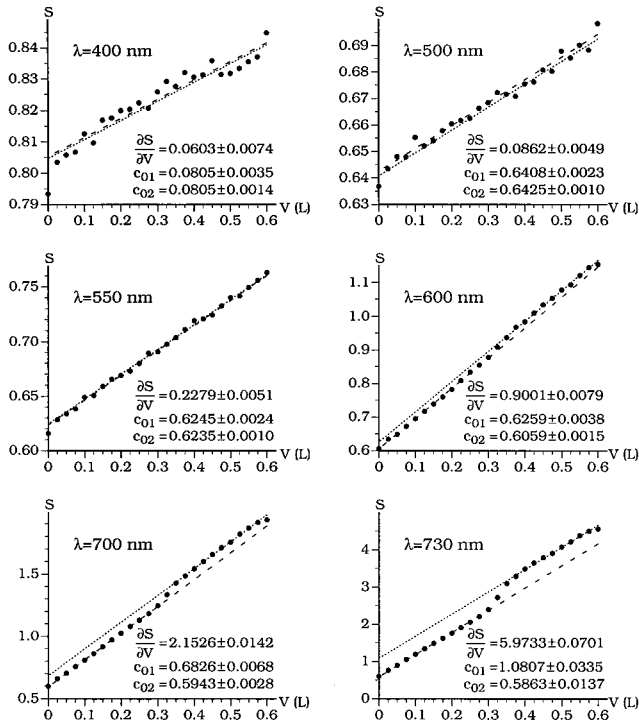 S
λ=400 nm
0.84
0.83
0.82
0.81
0.80
0.79
∂S/∂V =0.0603±0.0074
c01 =0.0805±0.0035
c02 =0.0805±0.0014
0 0.1 0.2 0.3 0.4 0.5 0.6 V (L)
S
λ=500 nm
0.69
0.68
0.67
0.66
0.65
0.64
0.63
∂S/∂V =0.0862±0.0049
c01 =0.6408±0.0023
c02 =0.6425±0.0010
0 0.1 0.2 0.3 0.4 0.5 0.6 V (L)
S
λ=550 nm
0.75
0.70
0.65
0.60
∂S/∂V =0.2279±0.0051
c01 =0.6245±0.0024
c02 =0.6235±0.0010
0 0.1 0.2 0.3 0.4 0.5 0.6 V (L)
S
λ=600 nm
1.1
1.0
0.9
0.8
0.7
0.6
∂S/∂V =0.9001±0.0079
c01 =0.6259±0.0038
c02 =0.6059±0.0015
0 0.1 0.2 0.3 0.4 0.5 0.6 V (L)
S
λ=700 nm
1.5
1.0
0.5
∂S/∂V =2.1526±0.0142
c01 =0.6826±0.0068
c02 =0.5943±0.0028
0 0.1 0.2 0.3 0.4 0.5 0.6 V (L)
S
λ=730 nm
4
3
2
1
0
∂S/∂V =5.9733±0.0701
c01 =1.0807±0.0335
c02 =0.5863±0.0137
0 0.1 0.2 0.3 0.4 0.5 0.6 V (L)